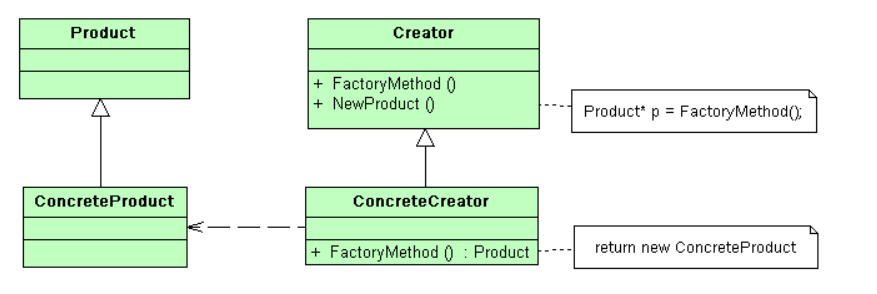 Product
Creator
+ FactoryMethod ()
+ NewProduct ()
Product* p = FactoryMethod();
ConcreteProduct
ConcreteCreator
+ FactoryMethod () : Product
return new ConcreteProduct